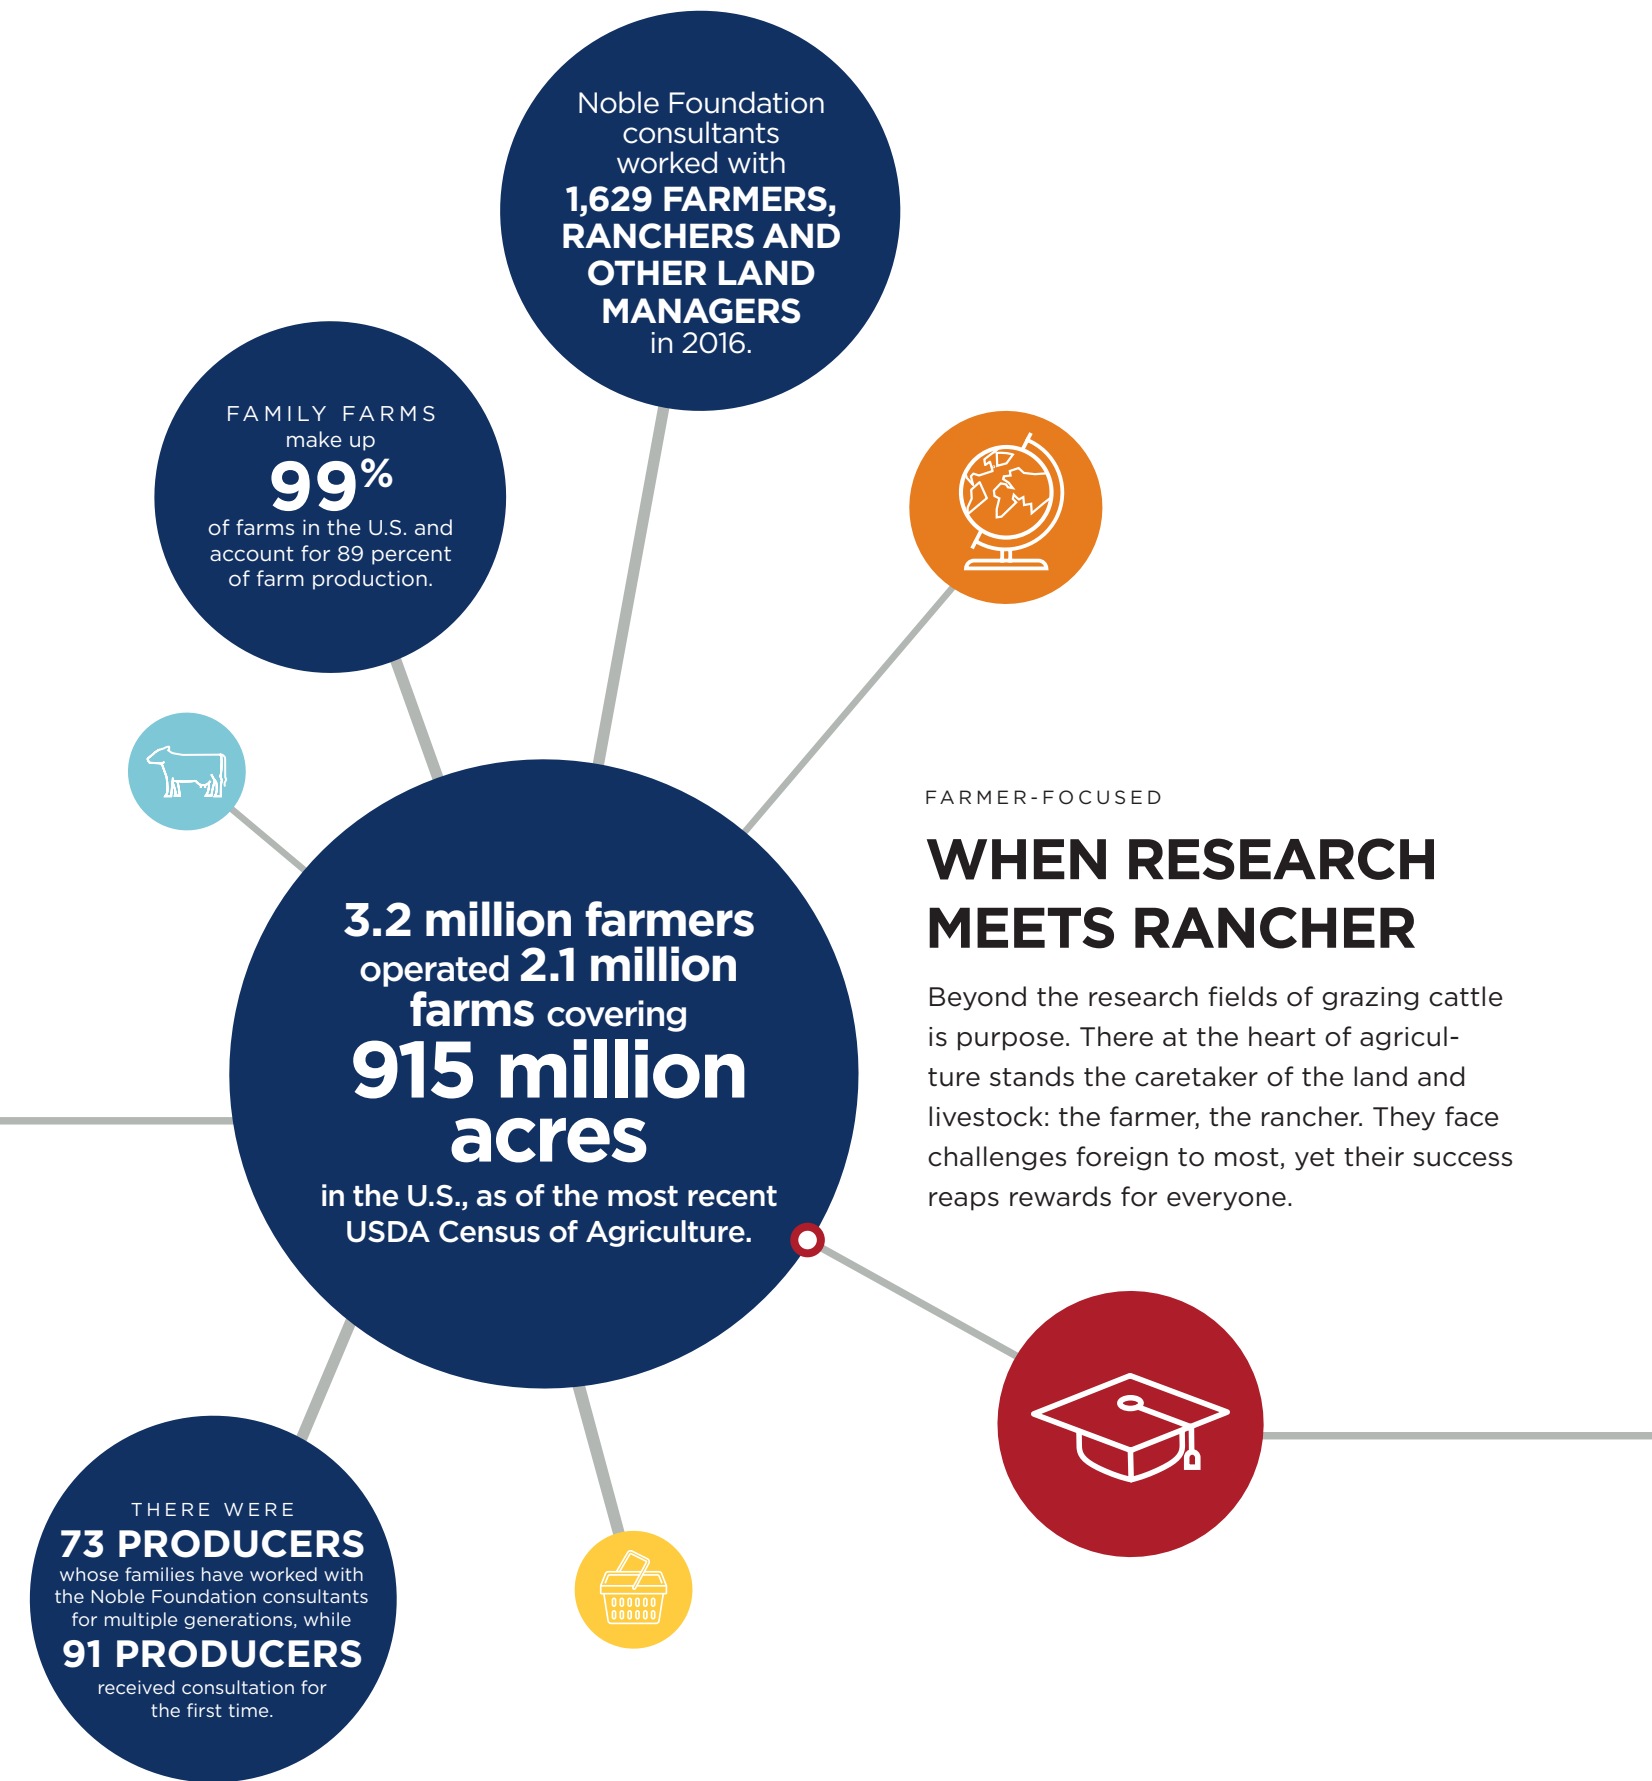 Noble Foundation
consultants
worked with
1,629 FARMERS,
RANCHERS AND
OTHER LAND
MANAGERS
in 2016.
FAMILY FARMS
make up
99%
of farms in the U.S. and
account for 89 percent
of farm production.
3.2 million farmers
operated 2.1 million
farms covering
915 million
acres
in the U.S., as of the most recent
USDA Census of Agriculture.
FARMER-FOCUSED
WHEN RESEARCH
MEETS RANCHER
Beyond the research fields of grazing cattle
is purpose. There at the heart of agricul-
ture stands the caretaker of the land and
livestock: the farmer, the rancher. They face
challenges foreign to most, yet their success
reaps rewards for everyone.
THERE WERE
73 PRODUCERS
whose families have worked with
the Noble Foundation consultants
for multiple generations, while
91 PRODUCERS
received consultation for
the first time.